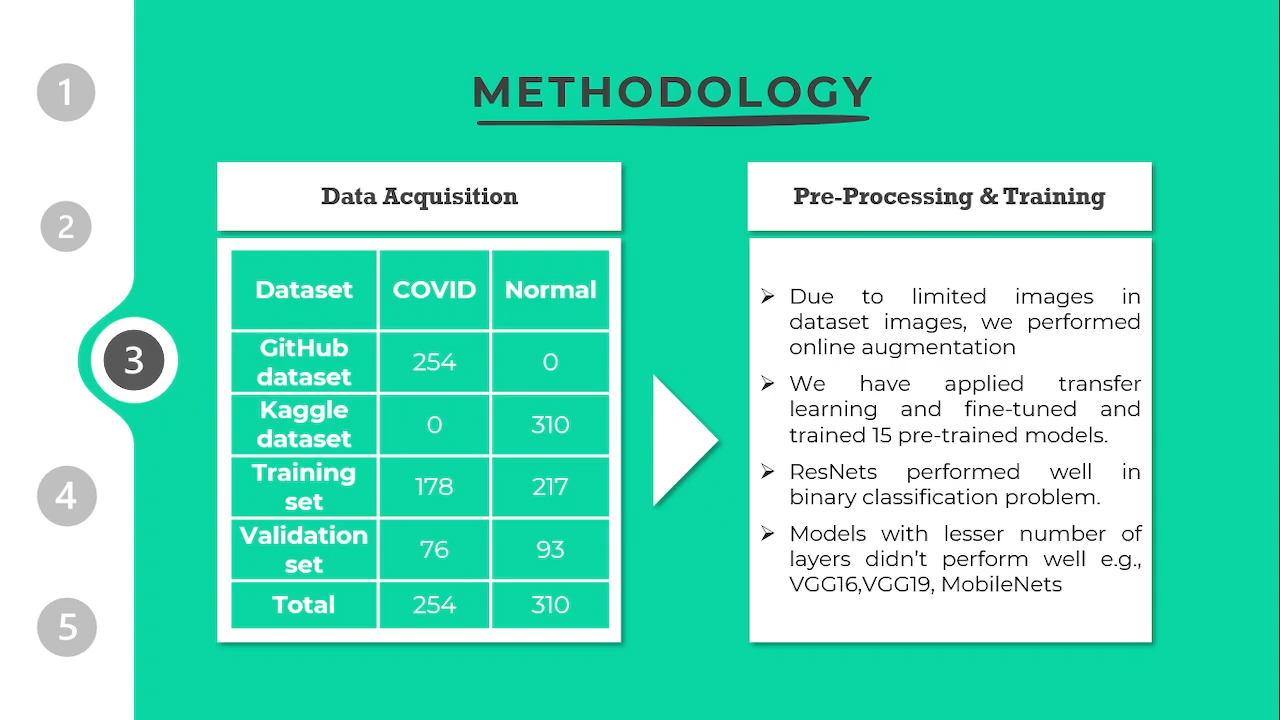 1
2
3
4
5
METHODOLOGY
Data Acquisition
Dataset COVID Normal
GitHub
dataset 254 0
Kaggle
dataset 0 310
Training
set 178 217
Validation
set 76 93
Total 254 310
Pre-Processing & Training
Due to limited images in
dataset images, we performed
online augmentation
We have applied transfer
learning and fine-tuned and
trained 15 pre-trained models.
ResNets performed well in
binary classification problem.
Models with lesser number of
layers didn't perform well e.g.,
VGG16,VGG19, MobileNets